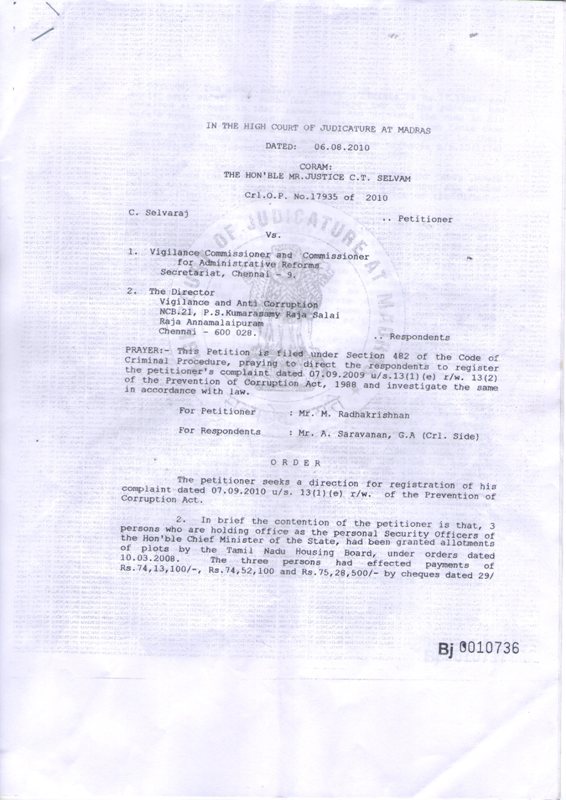 IN THE HIGH COURT OF JUDICATURE AT MADRAS
DATED: 06.08.2010
CORAM:
THE HON'BLE MR.JUSTICE C.T. SELVAM
Crl.O.P. No.17935 of 2010
C. Selvaraj .. Petitioner
Vs.
1. Vigilance Commissioner and Commissioner
for Administrative Reforms
Secretariat, Chennai - 9.
2. The Director
Vigilance and Anti Corruption
NCB.21, P.S.Kumarasamy Raja Salai
Raja Annamalaipuram
Chennai - 600 028. .. Respondents
PRAYER:- This Petition is filed under Section 482 of the Code of
Criminal Procedure, praying to direct the respondents to register
the petitioner's complaint dated 07.09.2009 u/s.13(1)(e) r/w. 13(2)
of the Prevention of Corruption Act, 1988 and investigate the same
in accordance with law.
For Petitioner : Mr. M. Radhakrishnan
For Respondents : Mr. A. Saravanan, G.A (Crl. Side)
O R D E R
The petitioner seeks a direction for registration of his
complaint dated 07.09.2010 u/s. 13(1)(e) r/w. of the Prevention of
Corruption Act.
2. In brief the contention of the petitioner is that, 3
persons who are holding office as the personal Security Officers of
the Hon'ble Chief Minister of the State, had been granted allotments
of plots by the Tamil Nadu Housing Board, under orders dated
10.03.2008. The three persons had effected payments of
Rs.74,13,100/-, Rs.74,52,100 and Rs.75,28,500/- by cheques dated 29/
Bj 0010736